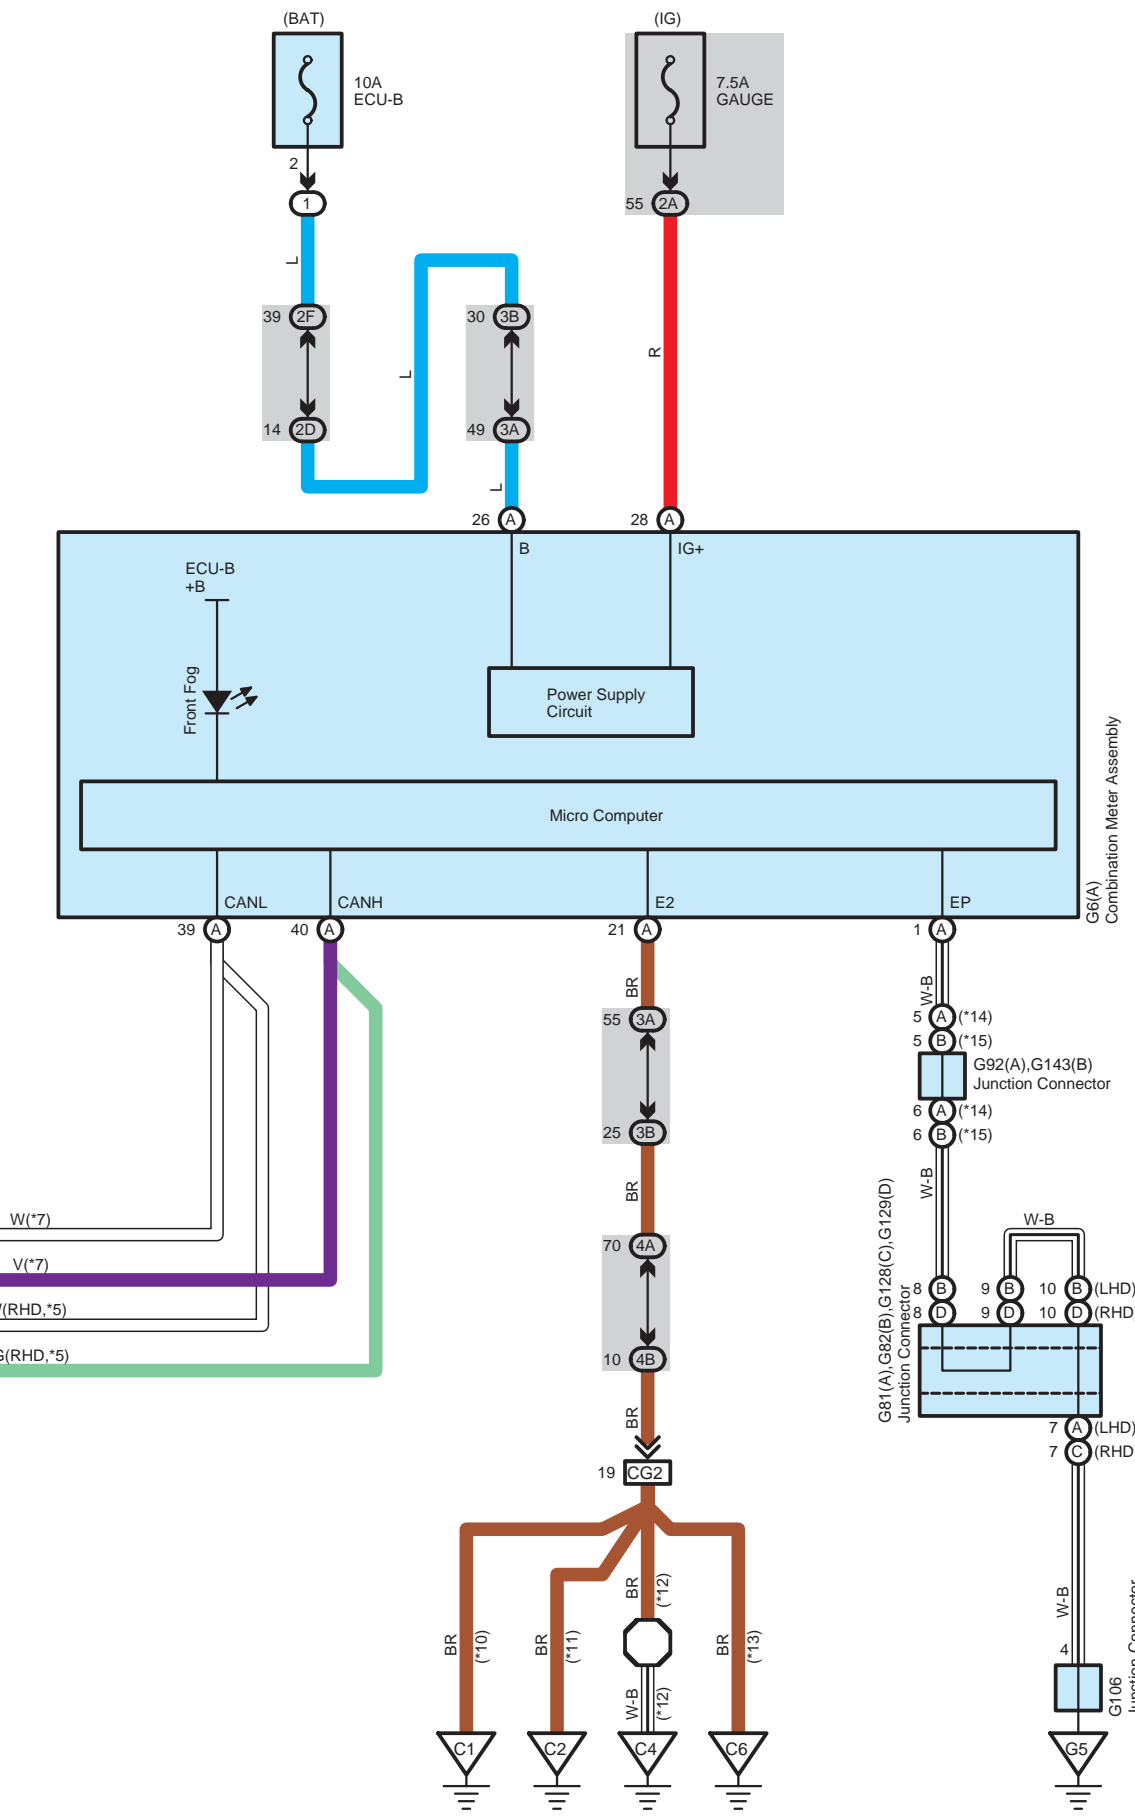 (BAT)
(IG)
10A
ECU-B
7.5A
GAUGE
2
1
55 2A
L
39 2F
30 3B
L
R
14 2D
49 3A
L
26 A
28 A
B
IG+
ECU-B
+B
Front Fog
Power Supply
Circuit
Micro Computer
G6(A)
Combination Meter Assembly
CANL
CANH
E2
EP
39 A
40 A
21 A
1 A
BR
W-B
55 3A
5 A (*14)
5 B (*15)
G92(A),G143(B)
Junction Connector
6 A (*14)
6 B (*15)
25 3B
BR
W-B
W(*7)
V(*7)
(RHD,*5)
G(RHD,*5)
70 4A
W-B
G81(A),G82(B),G128(C),G129(D)
Junction Connector
8 B
9 B
10 B (LHD)
8 D
9 D
10 D (RHD
10 4B
BR
7 A (LHD)
7 C (RHD
19 CG2
BR
(*10)
BR
(*11)
BR
(*12)
W-B
(*12)
BR
(*13)
W-B
4
G106
Junction Connector
C1
C2
C4
C6
G5